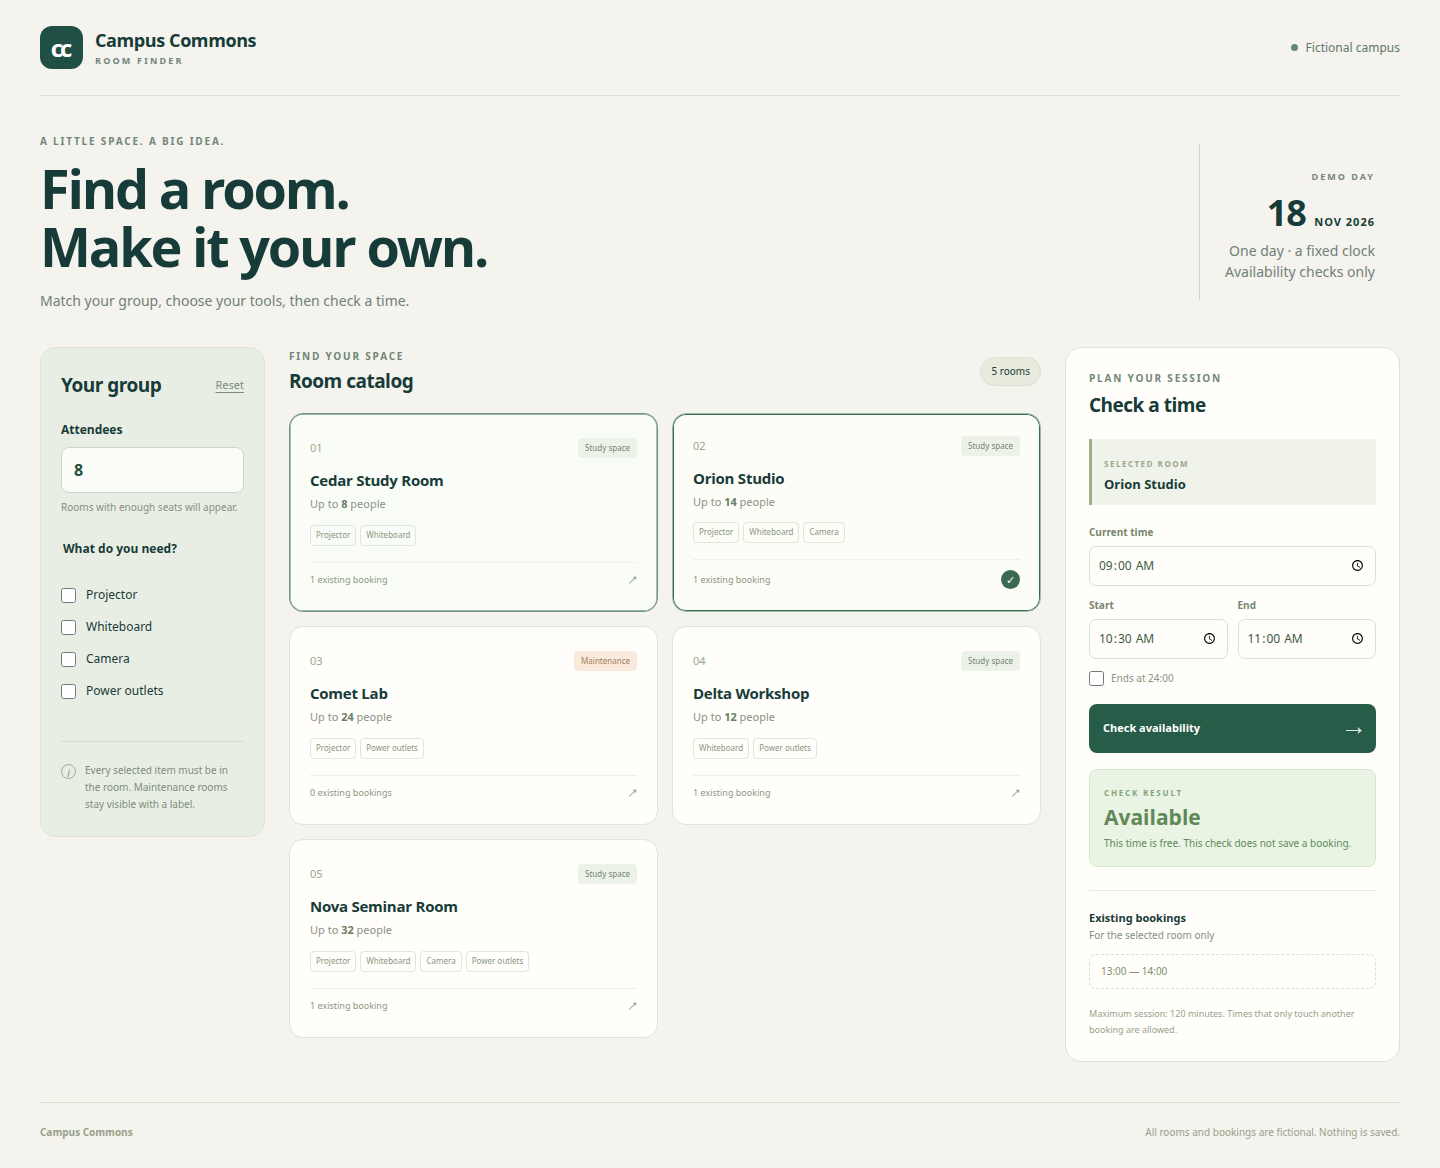 CC
Campus Commons
ROOM FINDER
Fictional campus
A LITTLE SPACE. A BIG IDEA.
Find a room.
Make it your own.
Match your group, choose your tools, then check a time.
DEMO DAY
18 NOV 2026
One day · a fixed clock
Availability checks only
Your group
Reset
Attendees
8
Rooms with enough seats will appear.
What do you need?
Projector
Whiteboard
Camera
Power outlets
i
Every selected item must be in
the room. Maintenance rooms
stay visible with a label.
FIND YOUR SPACE
Room catalog
5 rooms
01
Study space
Cedar Study Room
Up to 8 people
Projector
Whiteboard
1 existing booking
↗
02
Study space
Orion Studio
Up to 14 people
Projector
Whiteboard
Camera
1 existing booking
✓
03
Maintenance
Comet Lab
Up to 24 people
Projector
Power outlets
0 existing bookings
↗
04
Study space
Delta Workshop
Up to 12 people
Whiteboard
Power outlets
1 existing booking
↗
05
Study space
Nova Seminar Room
Up to 32 people
Projector
Whiteboard
Camera
Power outlets
1 existing booking
↗
PLAN YOUR SESSION
Check a time
SELECTED ROOM
Orion Studio
Current time
09:00 AM
Start
End
10:30 AM
11:00 AM
Ends at 24:00
Check availability →
CHECK RESULT
Available
This time is free. This check does not save a booking.
Existing bookings
For the selected room only
13:00 — 14:00
Maximum session: 120 minutes. Times that only touch another
booking are allowed.
Campus Commons
All rooms and bookings are fictional. Nothing is saved.